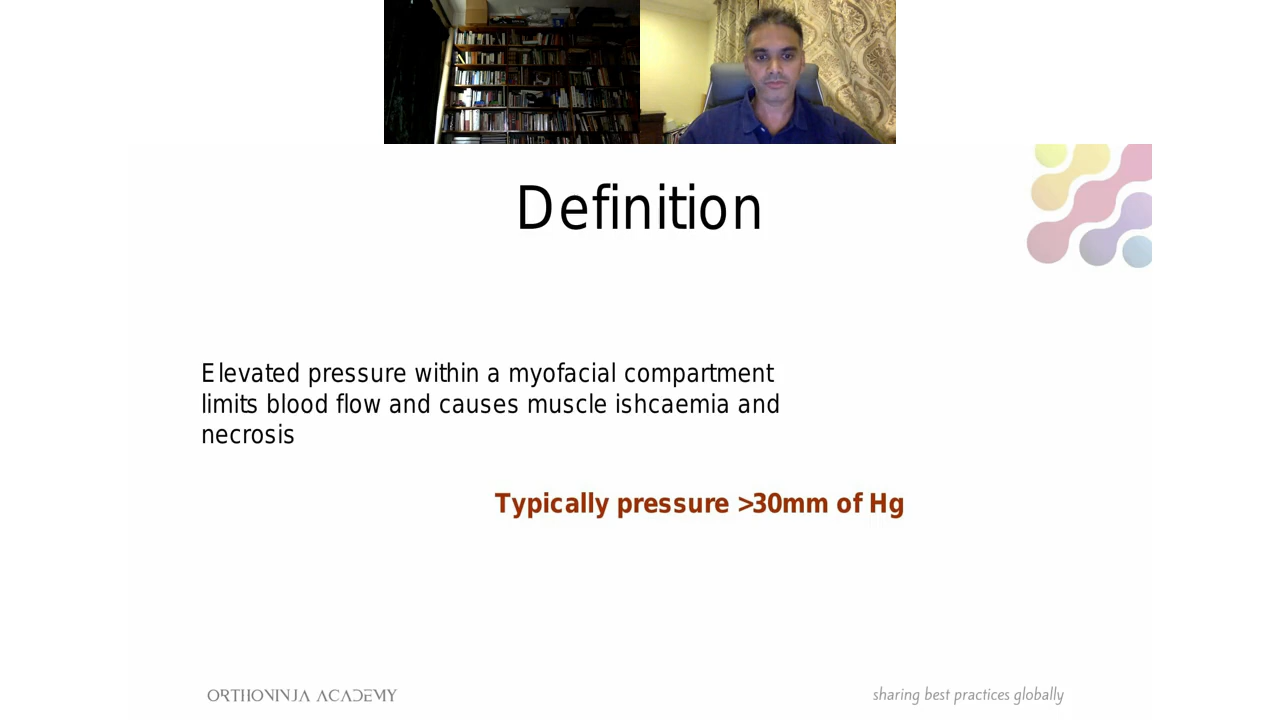 Definition
Elevated pressure within a myofacial compartment
limits blood flow and causes muscle ishcaemia and
necrosis
Typically pressure >30mm of Hg
ORTHONINJA ACADEMY
sharing best practices globally